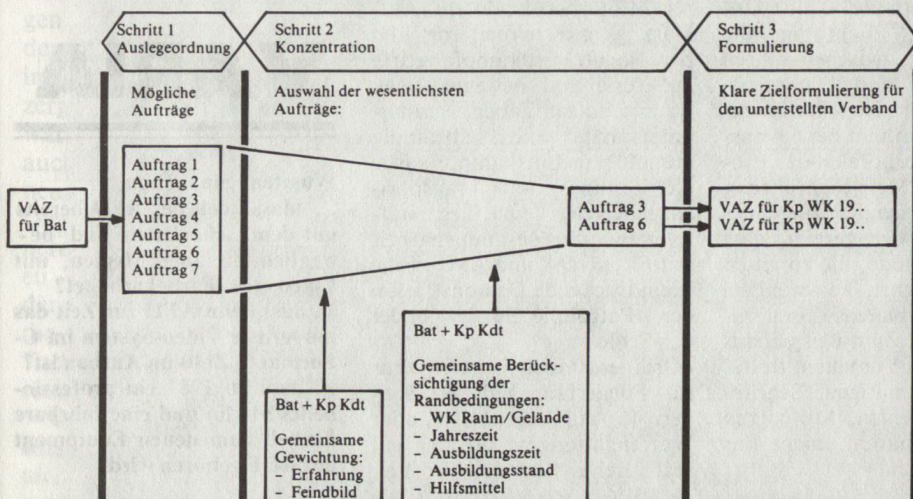 Schritt 1
Auslegeordnung
Schritt 2
Konzentration
Schritt 3
Formulierung
Mögliche
Aufträge
Auswahl der wesentlichsten
Aufträge:
Klare Zielformulierung für
den unterstellten Verband
VAZ
für Bat
Auftrag 1
Auftrag 2
Auftrag 3
Auftrag 4
Auftrag 5
Auftrag 6
Auftrag 7
Auftrag 3
Auftrag 6
VAZ für Kp WK 19..
VAZ für Kp WK 19..
Bat + Kp Kdt
Gemeinsame
Gewichtung:
- Erfahrung
- Feindbild
Bat + Kp Kdt
Gemeinsame Berück-
sichtigung der
Randbedingungen:
- WK Raum/Gelände
- Jahreszeit
- Ausbildungszeit
- Ausbildungsstand
- Hilfsmittel